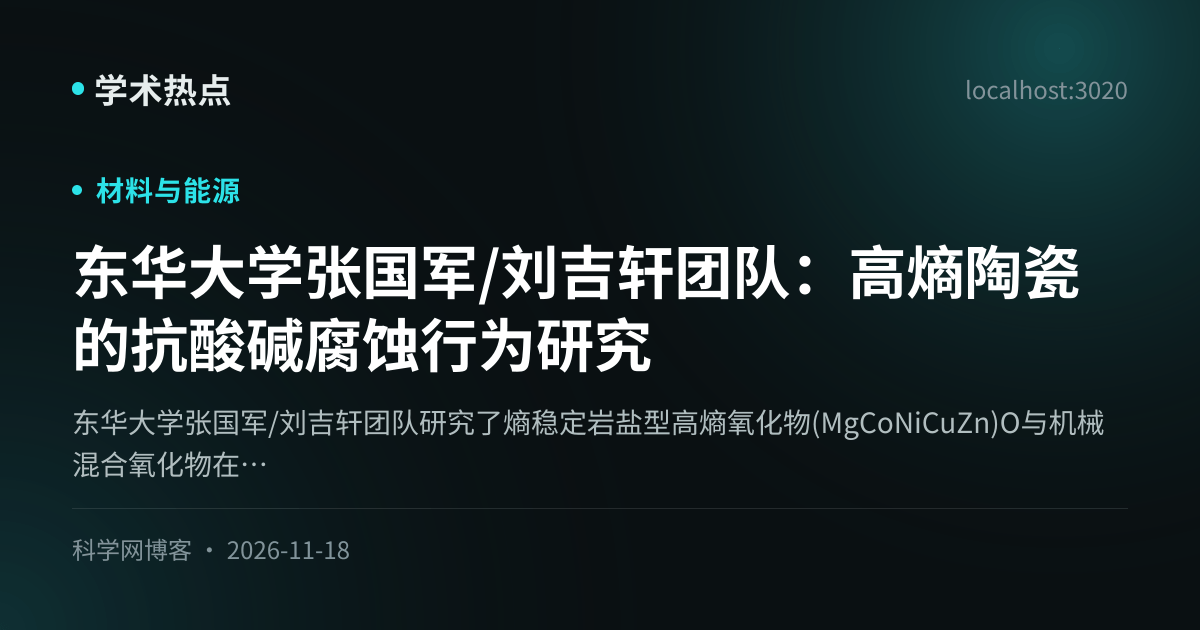 学术热点
localhost:3020
材料与能源
东华大学张国军/刘吉轩团队：高熵陶瓷
的抗酸碱腐蚀行为研究
东华大学张国军/刘吉轩团队研究了熵稳定岩盐型高熵氧化物(MgCoNiCuZn)O与机械
混合氧化物在…
科学网博客 • 2026-11-18